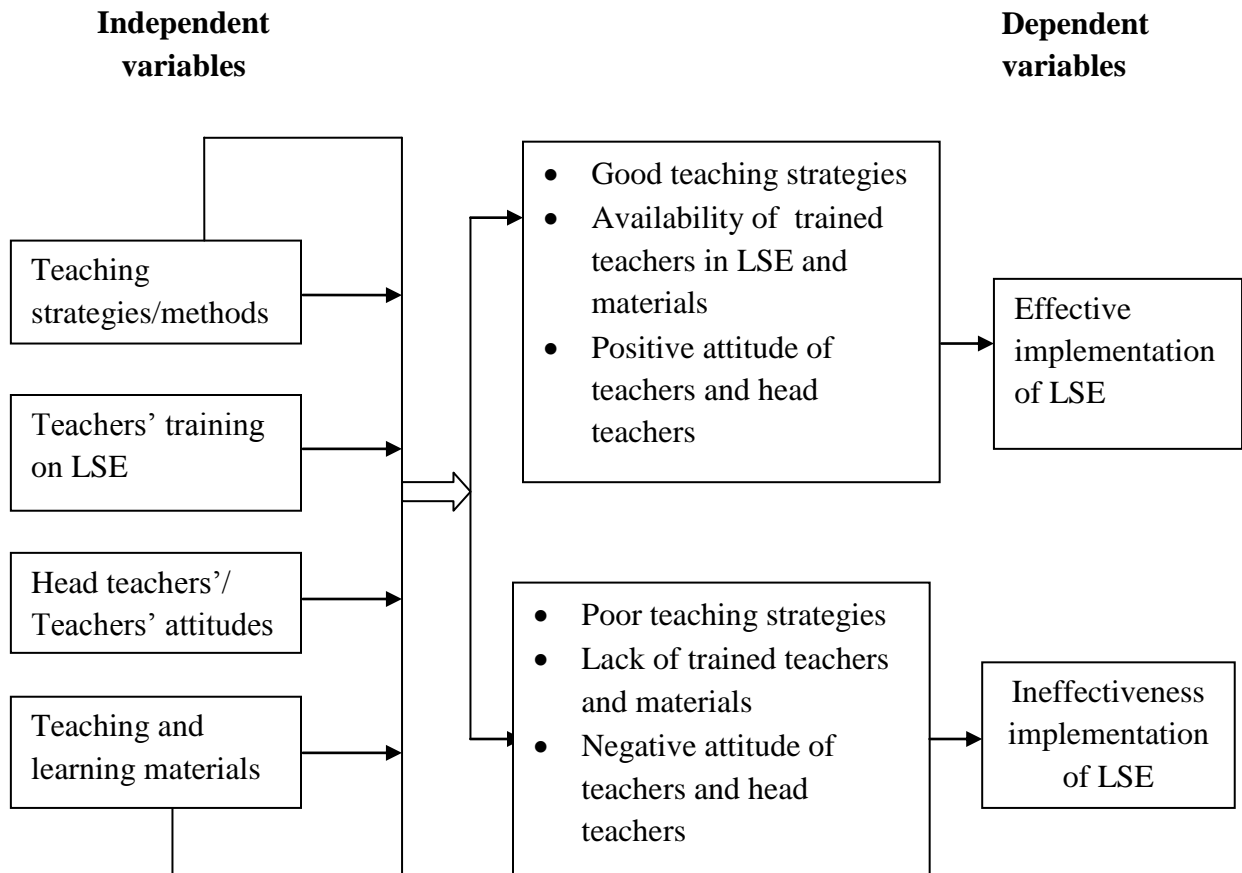 Independent
variables
Dependent
variables
Teaching
strategies/methods
Teachers’ training
on LSE
Head teachers’/
Teachers’ attitudes
Teaching and
learning materials
• Good teaching strategies
• Availability of trained
teachers in LSE and
materials
• Positive attitude of
teachers and head
teachers
• Poor teaching strategies
• Lack of trained teachers
and materials
• Negative attitude of
teachers and head
teachers
Effective
implementation
of LSE
Ineffectiveness
implementation
of LSE